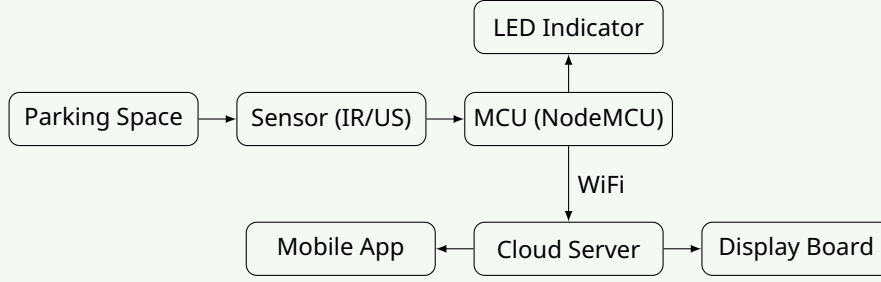 LED Indicator
Parking Space
Sensor (IR/US)
MCU (NodeMCU)
WiFi
Mobile App
Cloud Server
Display Board